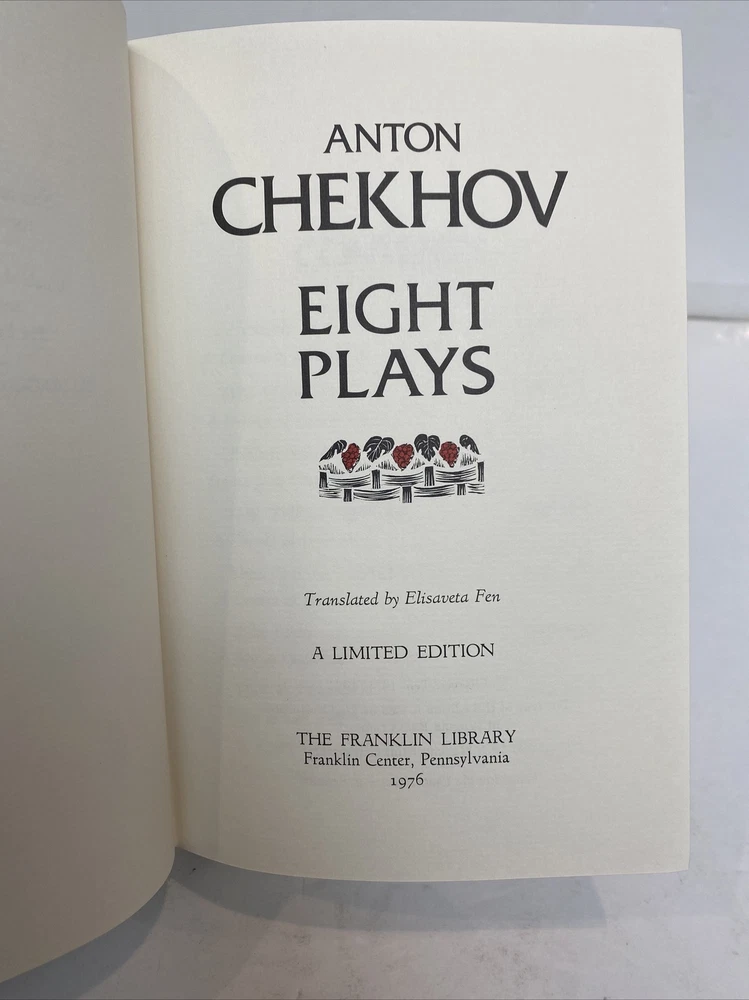 ANTON
CHEKHOV
EIGHT
PLAYS
Translated by Elisaveta Fen
A LIMITED EDITION
THE FRANKLIN LIBRARY
Franklin Center, Pennsylvania
1976